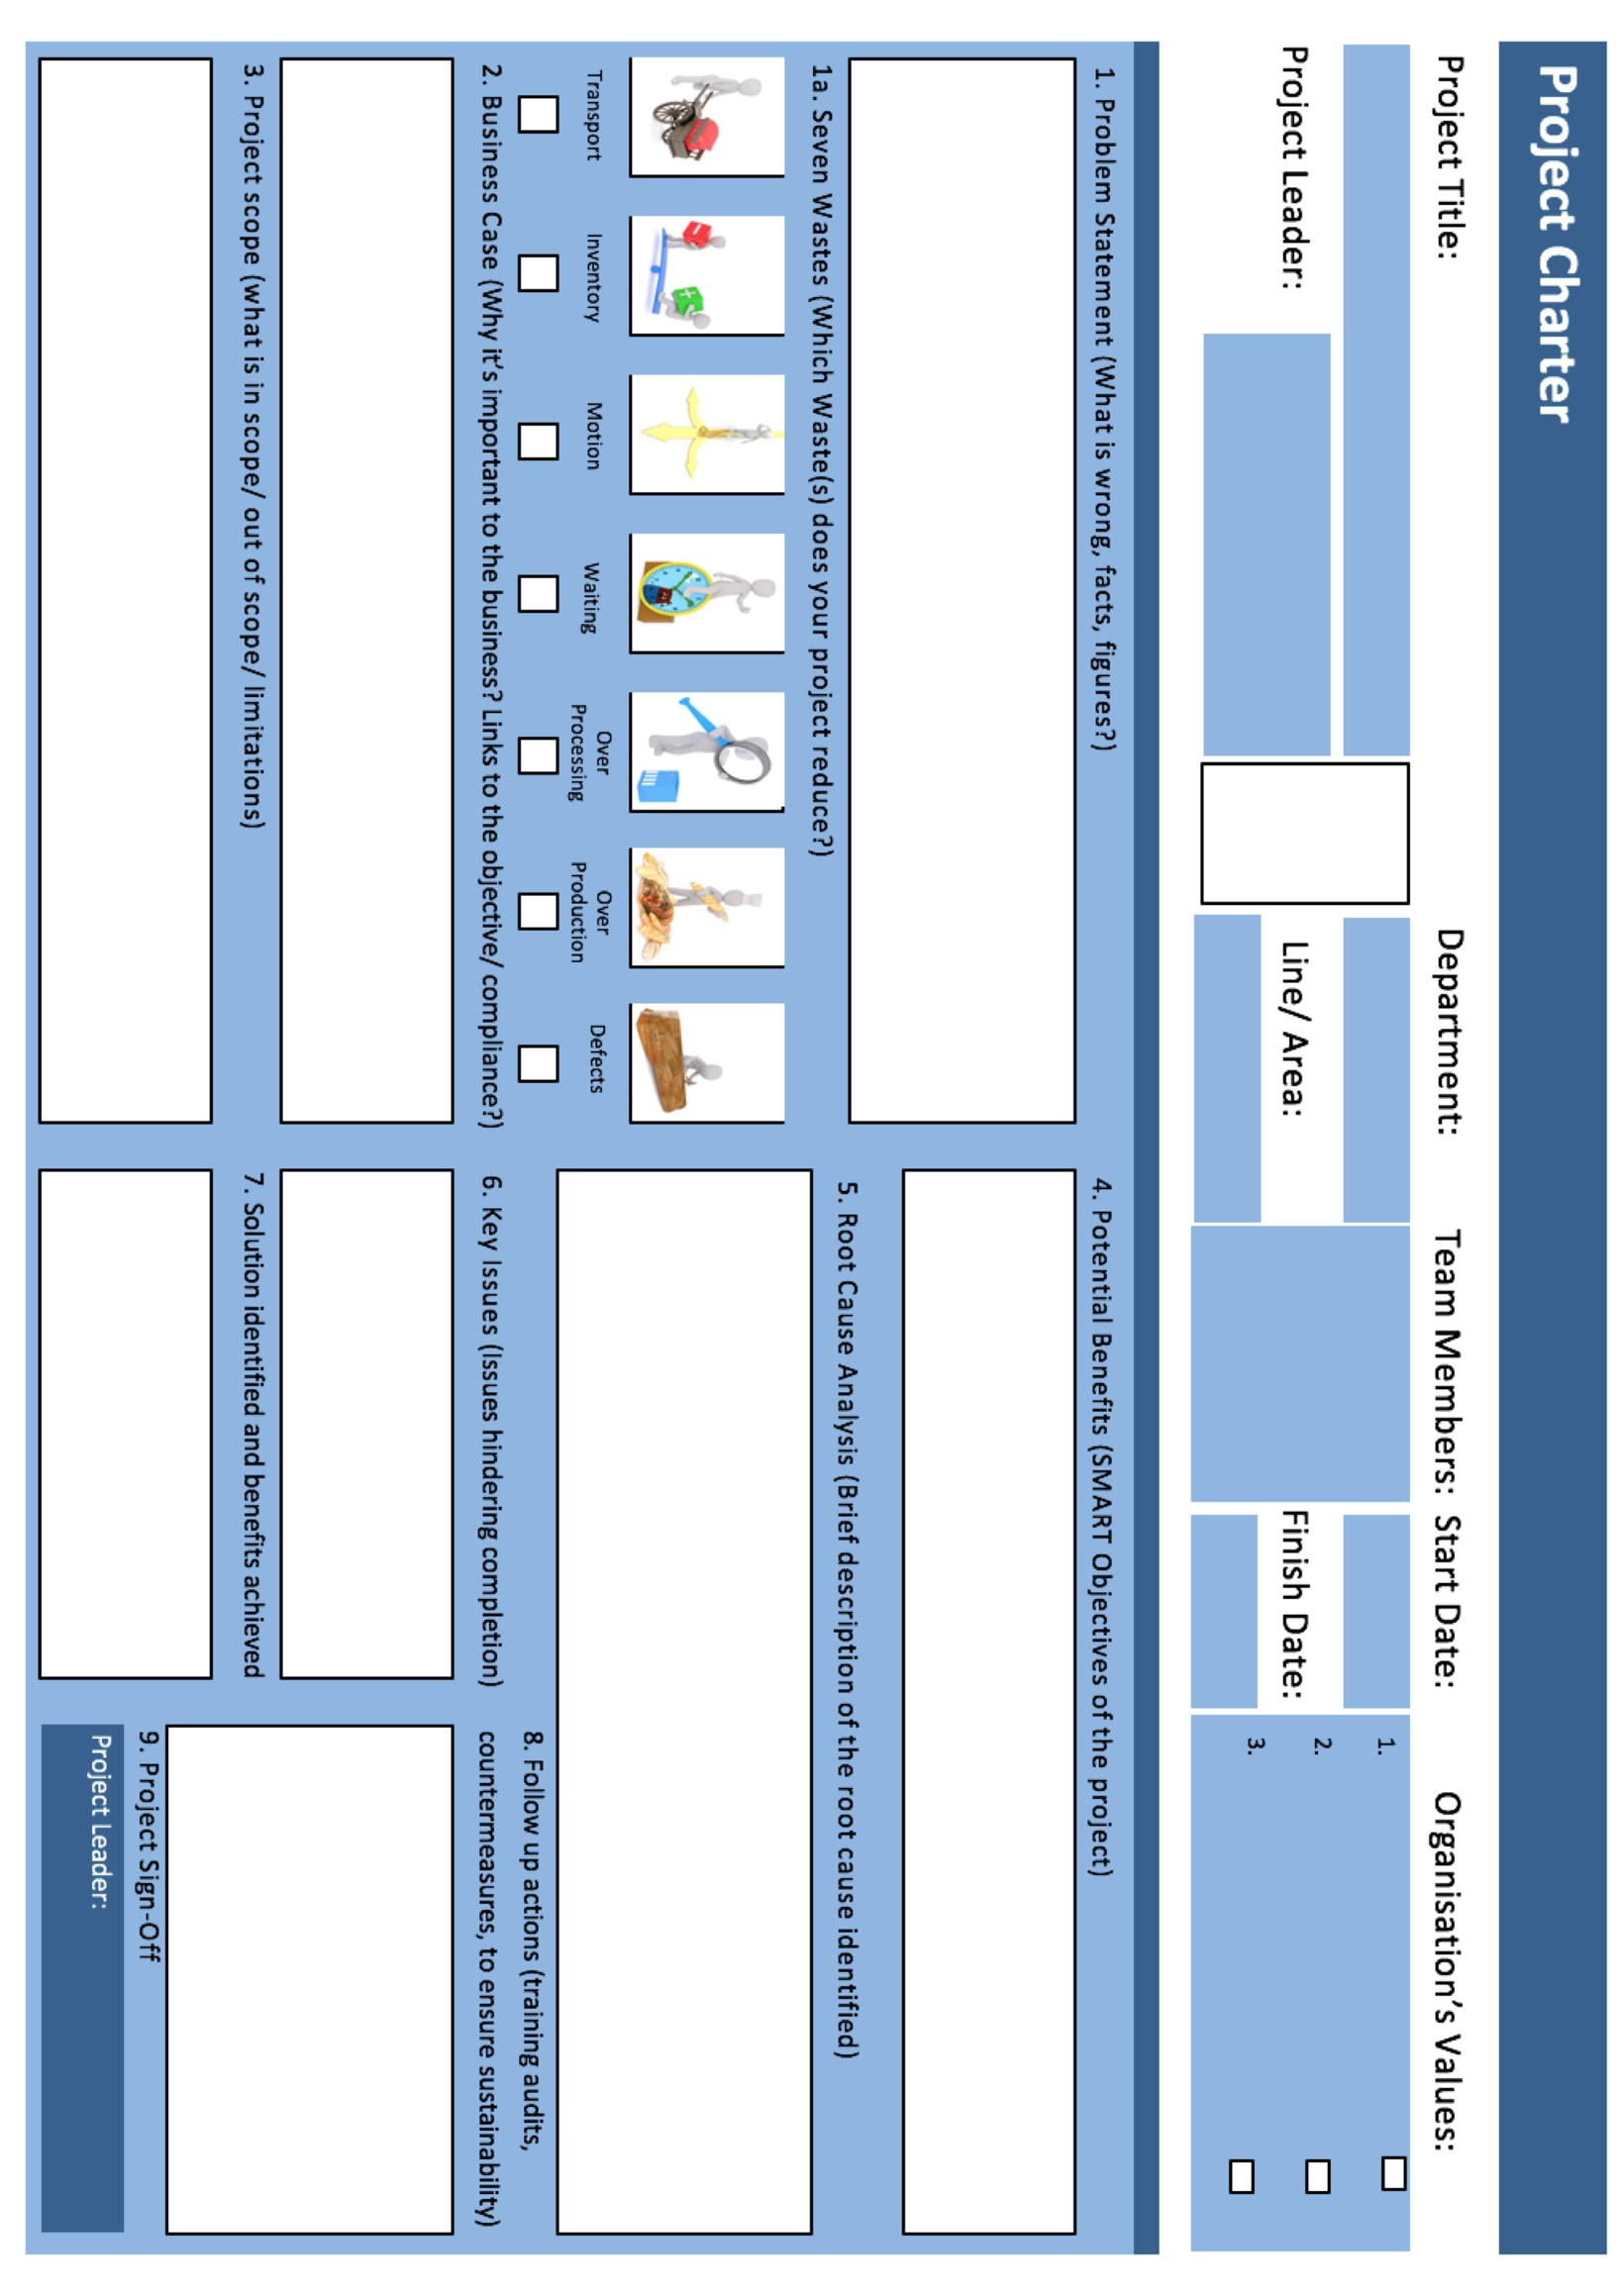 Project Charter
Project Title:
Project Leader:
Department:
Line/ Area:
Team Members:
Start Date:
Finish Date:
Organisation's Values:
1.
2.
3.
1. Problem Statement (What is wrong, facts, figures?)
1a. Seven Wastes (Which Waste(s) does your project reduce?)
Transport
Inventory
Motion
Waiting
Over
Processing
Over
Production
Defects
2. Business Case (Why it's important to the business? Links to the objective/ compliance?)
3. Project scope (what is in scope/ out of scope/ limitations)
4. Potential Benefits (SMART Objectives of the project)
5. Root Cause Analysis (Brief description of the root cause identified)
6. Key Issues (Issues hindering completion)
7. Solution identified and benefits achieved
8. Follow up actions (training audits,
countermeasures, to ensure sustainability)
9. Project Sign-Off
Project Leader: